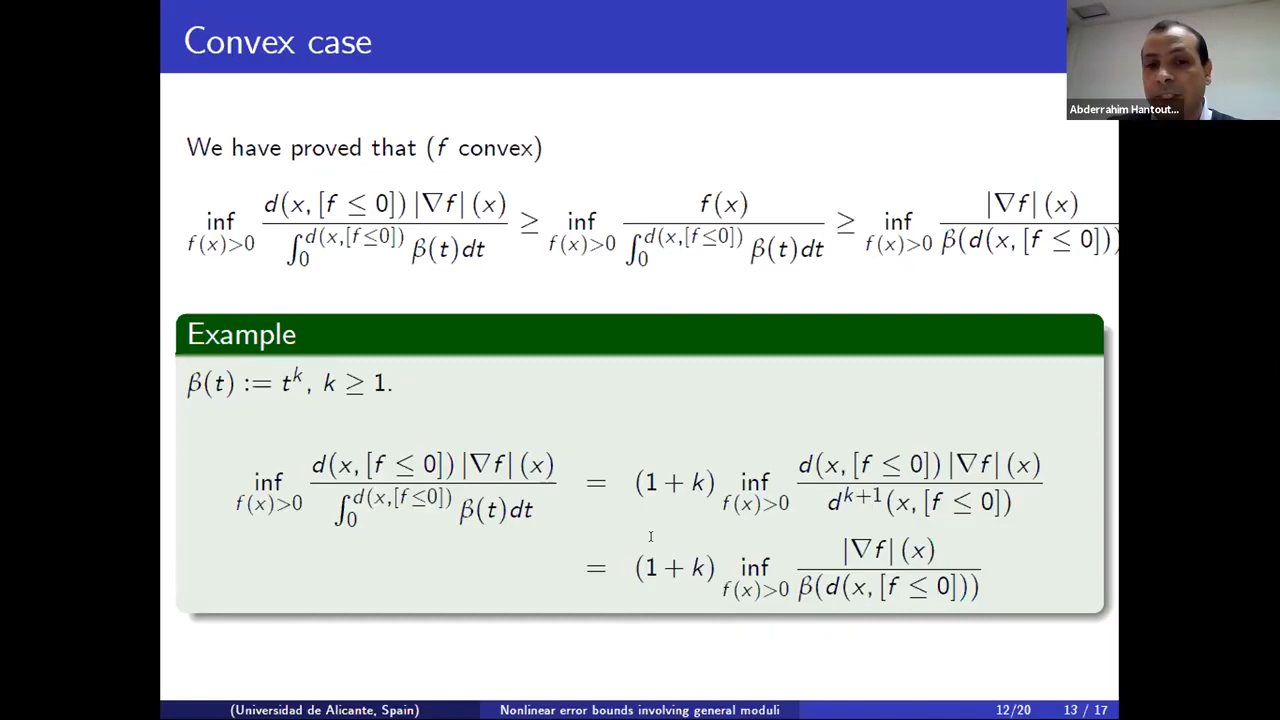 Convex case
Abderrahim Hantout...
We have proved that (f convex)
inf_{f(x)>0} d(x, [f ≤ 0]) |∇f| (x) / ∫_0^{d(x,[f≤0])} β(t)dt ≥ inf_{f(x)>0} f(x) / ∫_0^{d(x,[f≤0])} β(t)dt ≥ inf_{f(x)>0} |∇f| (x) / β(d(x, [f ≤ 0]))
Example
β(t) := t^k, k ≥ 1.
inf_{f(x)>0} d(x, [f ≤ 0]) |∇f| (x) / ∫_0^{d(x,[f≤0])} β(t)dt = (1 + k) inf_{f(x)>0} d(x, [f ≤ 0]) |∇f| (x) / d^{k+1}(x, [f ≤ 0])
= (1 + k) inf_{f(x)>0} |∇f| (x) / β(d(x, [f ≤ 0]))
(Universidad de Alicante, Spain) Nonlinear error bounds involving general moduli 12/20 13 / 17